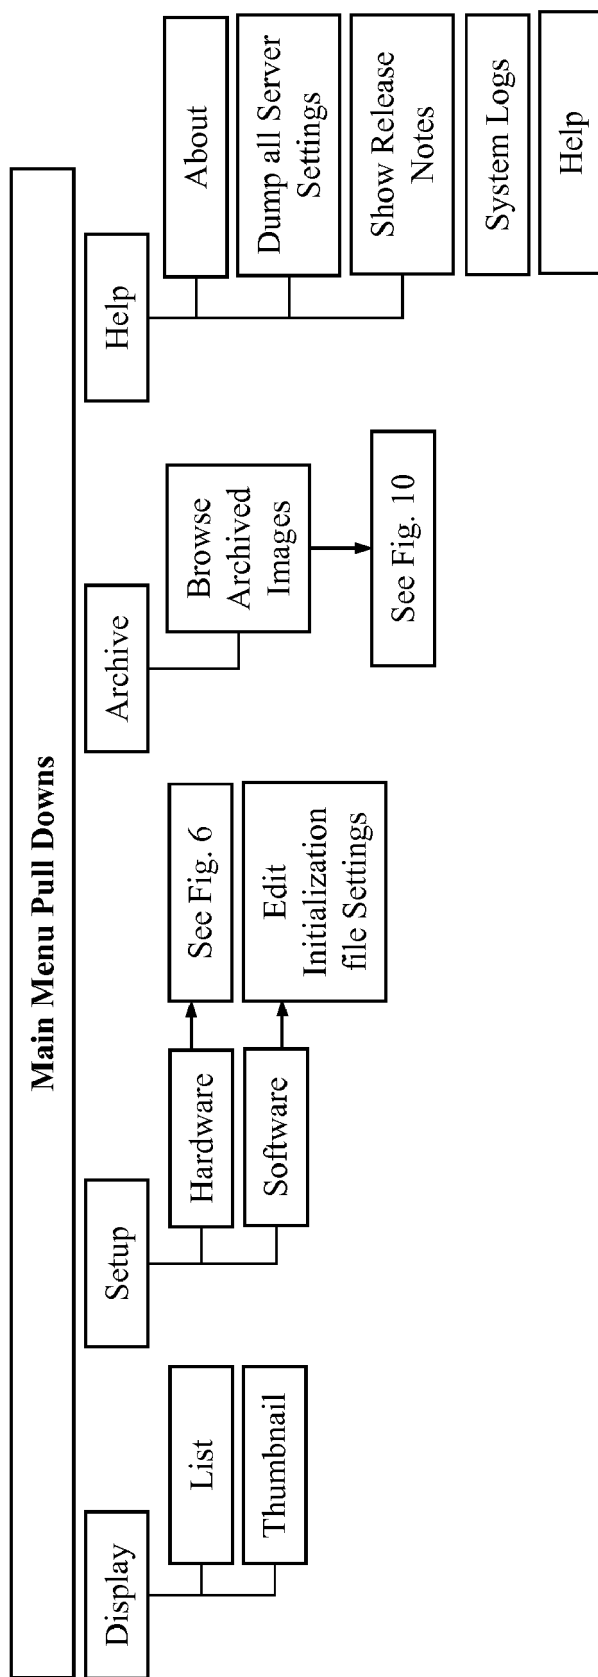 Main Menu Pull Downs
Display
List
Thumbnail
Setup
Hardware
See Fig. 6
Software
Edit
Initialization
file Settings
Archive
Browse
Archived
Images
See Fig. 10
Help
About
Dump all Server
Settings
Show Release
Notes
System Logs
Help